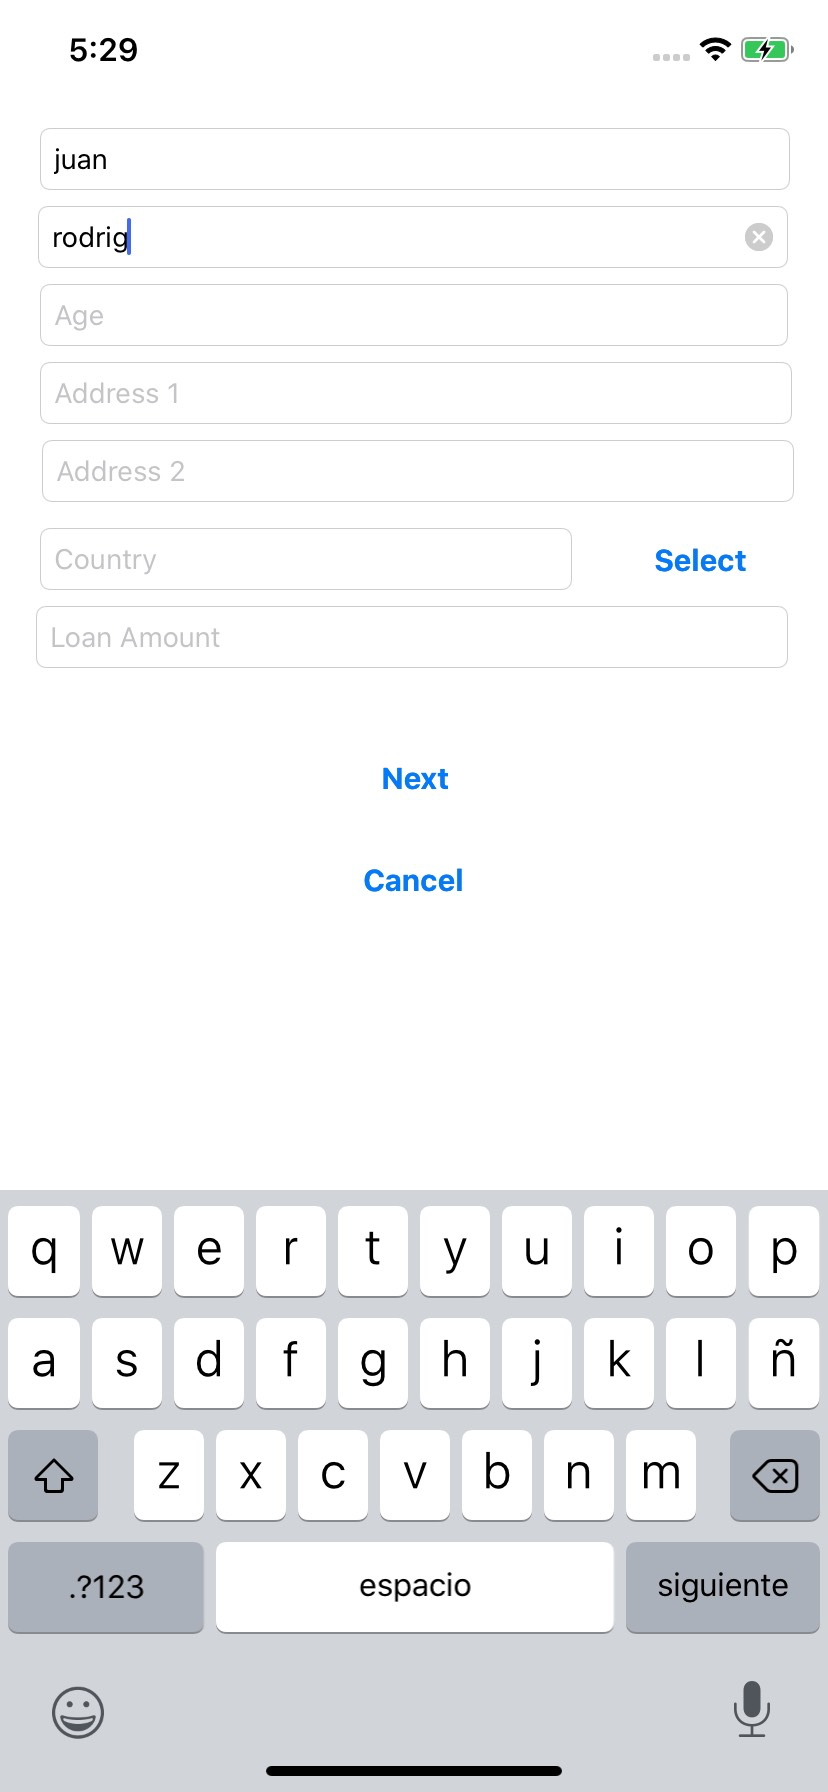 5:29
juan
rodrig
Age
Address 1
Address 2
Country Select
Loan Amount
Next
Cancel
q w e r t y u i o p
a s d f g h j k l ñ
z x c v b n m
.?123 espacio siguiente